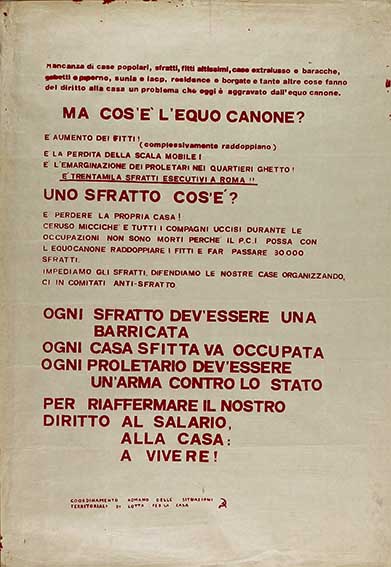 MANCANZA DI CASE POPOLARI, SFRATTI, FITTI ALTISSIMI, CASE EXTRALUSSO e BARACCHE,
GABETTI e PIPERNO, SUNIA e IACP, RESIDENCE e BORGATE e TANTE ALTRE COSE FANNO
DEL DIRITTO ALLA CASA UN PROBLEMA CHE OGGI È AGGRAVATO DALL'EQUO CANONE.
MA COS'E' L'EQUO CANONE?
E AUMENTO DEI FITTI! (complessivamente raddoppiano)
E LA PERDITA DELLA SCALA MOBILE!
E L'EMARGINAZIONE DEI PROLETARI NEI QUARTIERI GHETTO!
E TRENTAMILA SFRATTI ESECUTIVI A ROMA !!
UNO SFRATTO COS'E'?
E PERDERE LA PROPRIA CASA!
CERUSO MICCICHE' E TUTTI I COMPAGNI UCCISI DURANTE LE
OCCUPAZIONI NON SONO MORTI PERCHE IL P.C.I POSSA CON
L'EQUOCANONE RADDOPPIARE I FITTI E FAR PASSARE 30000
SFRATTI.
IMPEDIAMO GLI SFRATTI, DIFENDIAMO LE NOSTRE CASE ORGANIZZANDO,
CI IN COMITATI ANTI-SFRATTO.
OGNI SFRATTO DEV'ESSERE UNA
BARRICATA
OGNI CASA SFITTA VA OCCUPATA
OGNI PROLETARIO DEV'ESSERE
UN'ARMA CONTRO LO STATO
PER RIAFFERMARE IL NOSTRO
DIRITTO AL SALARIO,
ALLA CASA:
A VIVERE!
COORDINAMENTO ROMANO DELLE SITUAZIONI
TERRITORIALI DI LOTTA PER LA CASA